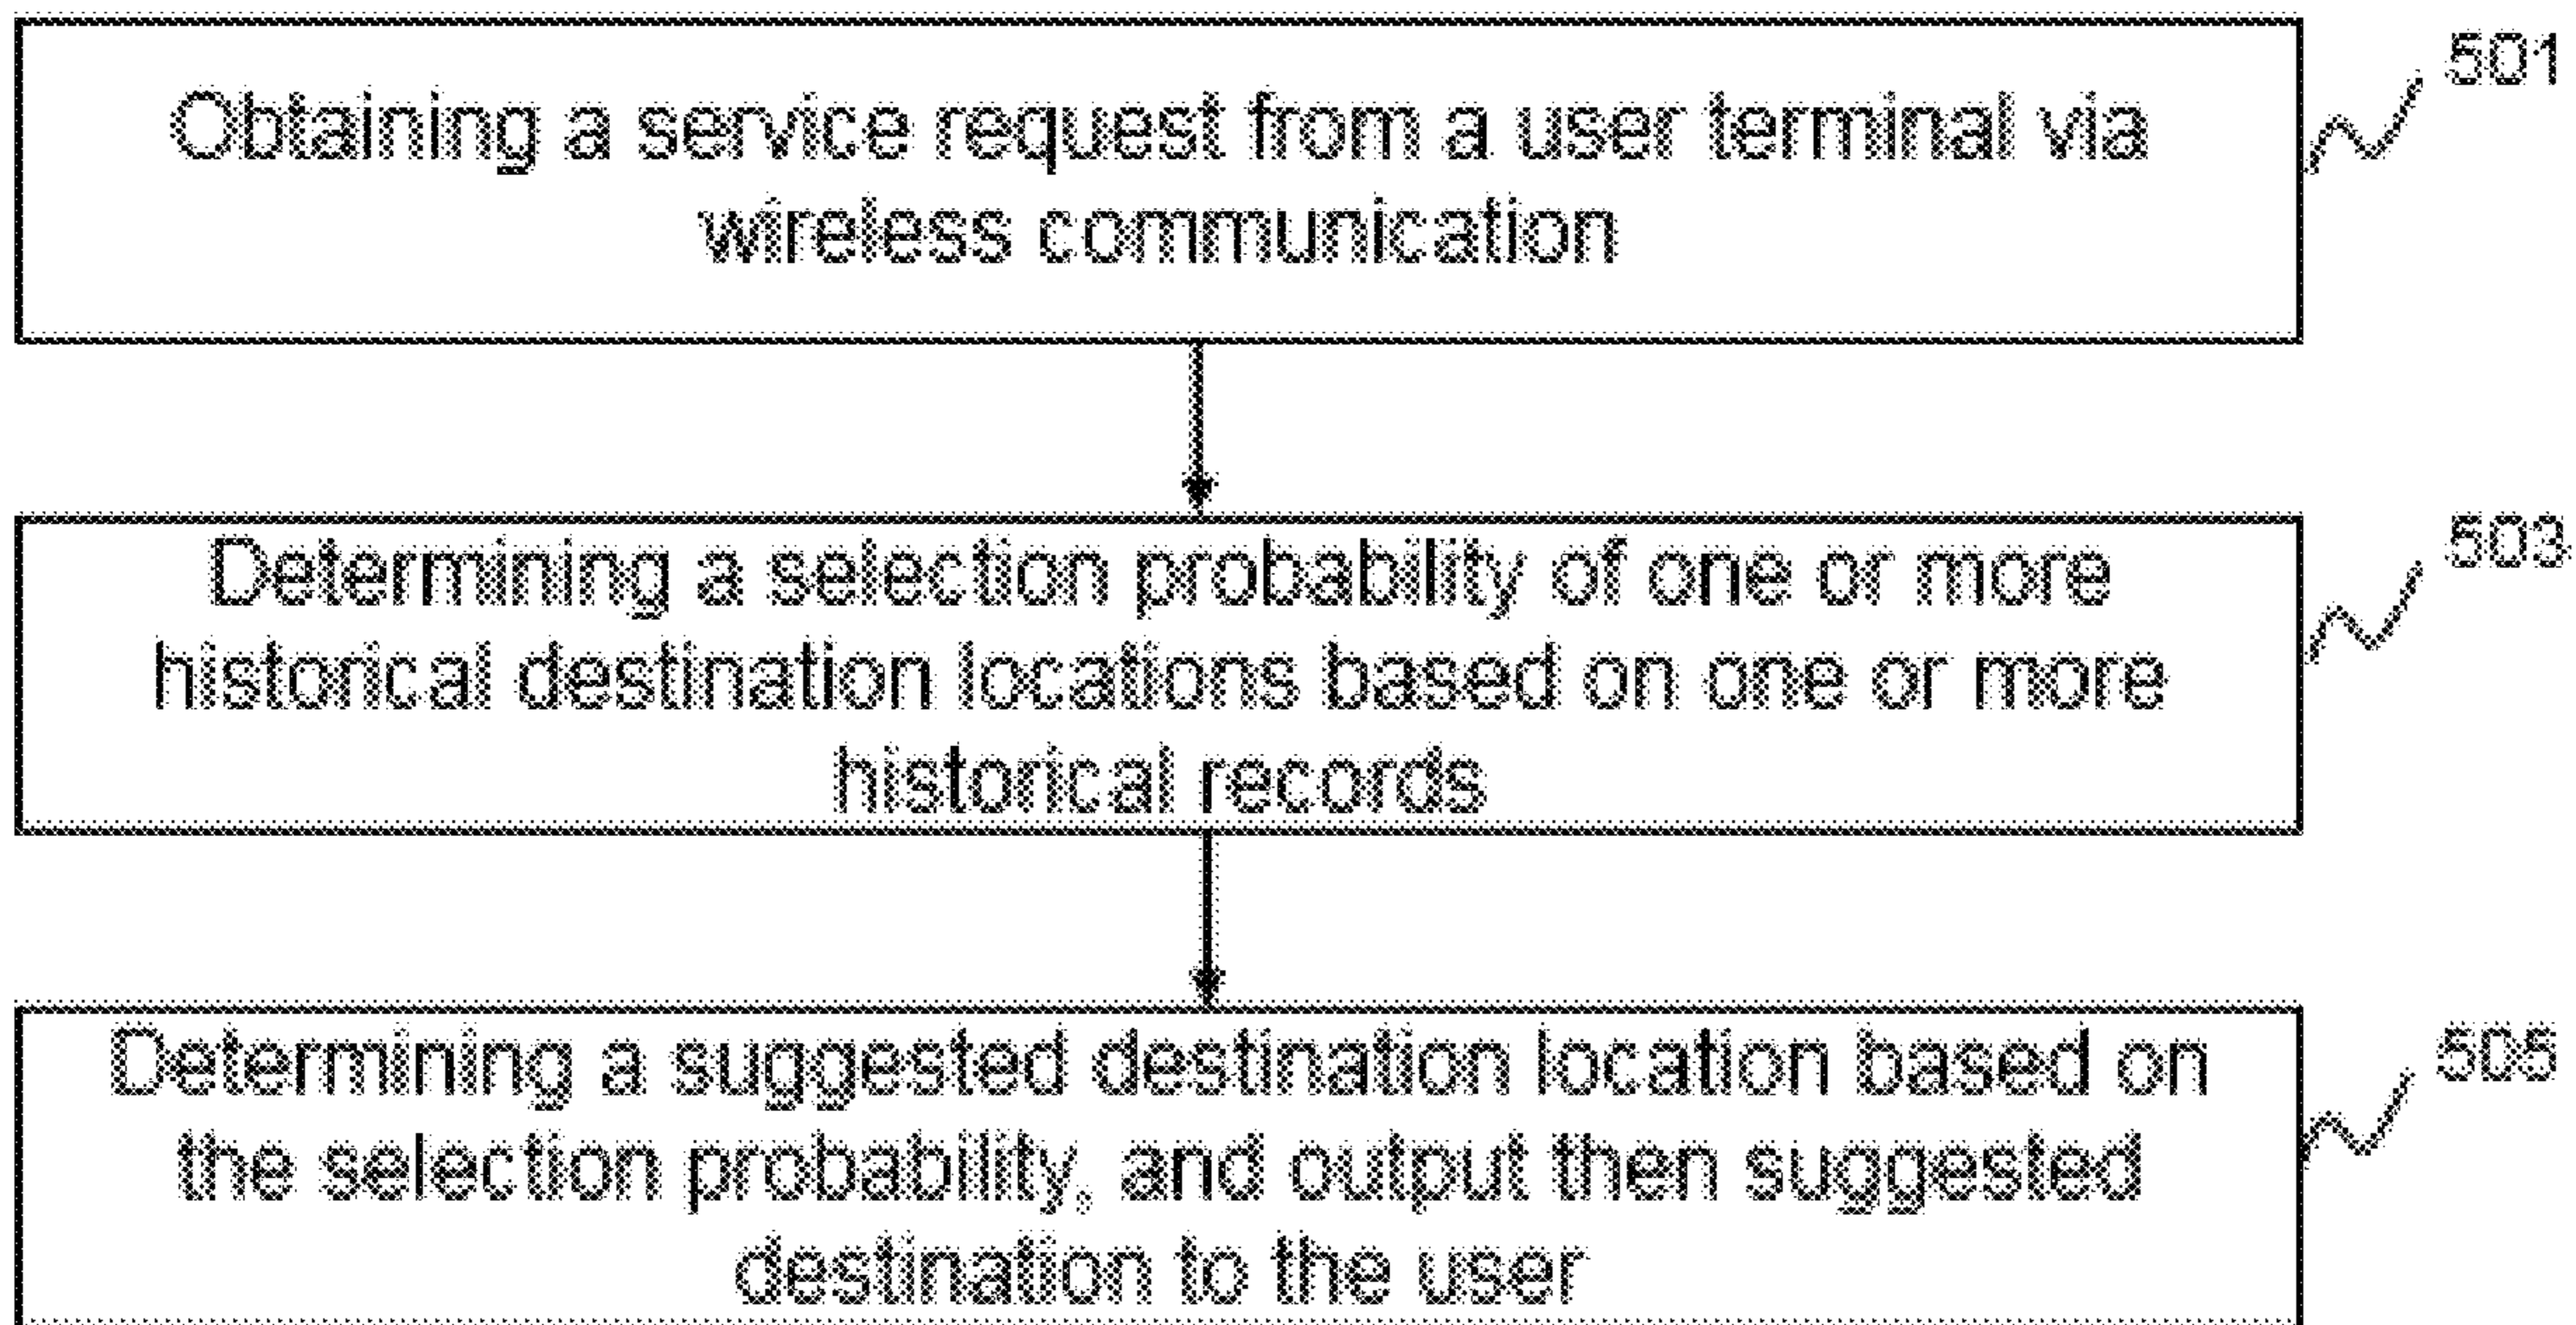 501
Obtaining a service request from a user terminal via
wireless communication
503
Determining a selection probability of one or more
historical destination locations based on one or more
historical records
505
Determining a suggested destination location based on
the selection probability, and output then suggested
destination to the user